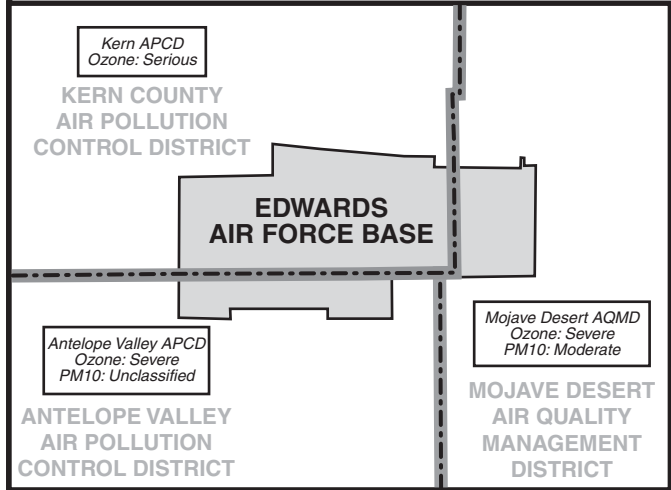 Kern APCD
Ozone: Serious
KERN COUNTY
AIR POLLUTION
CONTROL DISTRICT
EDWARDS
AIR FORCE BASE
Antelope Valley APCD
Ozone: Severe
PM10: Unclassified
ANTELOPE VALLEY
AIR POLLUTION
CONTROL DISTRICT
Mojave Desert AQMD
Ozone: Severe
PM10: Moderate
MOJAVE DESERT
AIR QUALITY
MANAGEMENT
DISTRICT